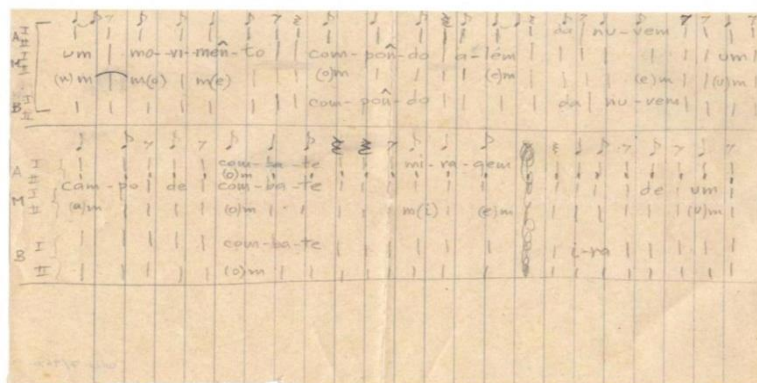 A I II da nu-vem
M I um mo-vi-mên-to com-pon-do a-lém um
II (u)m m(o) m(e) (o)m (e)m (e)m (u)m
B I II com-pon-do da nu-vem
A I com-ba-te mi-ra-gem
II (o)m
M I cam-po de com-ba-te de um
II (a)m (o)m m(i) (e)m (u)m
B I com-ba-te i-ra
II (o)m